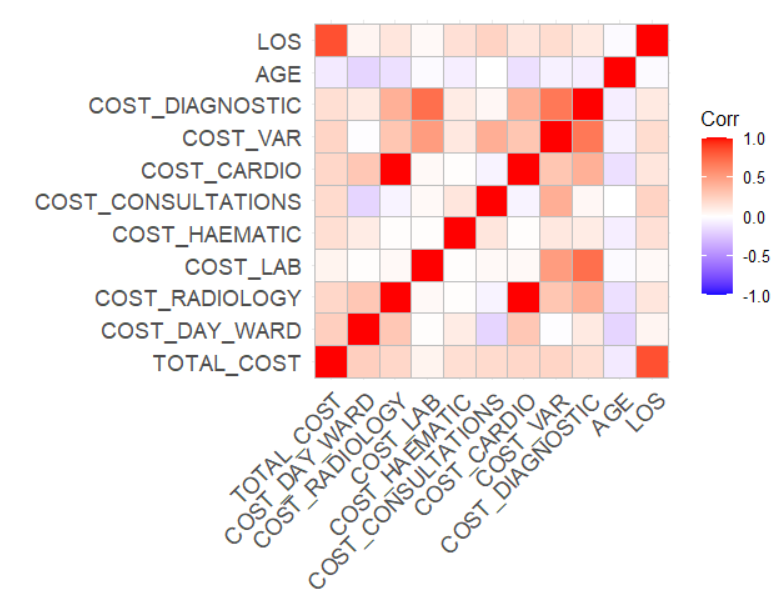 LOS
AGE
COST_DIAGNOSTIC
COST_VAR
COST_CARDIO
COST_CONSULTATIONS
COST_HAEMATIC
COST_LAB
COST_RADIOLOGY
COST_DAY_WARD
TOTAL_COST
TOTAL_COST
COST_DAY_WARD
COST_RADIOLOGY
COST_LAB
COST_HAEMATIC
COST_CONSULTATIONS
COST_CARDIO
COST_VAR
COST_DIAGNOSTIC
AGE
LOS
Corr
1.0
0.5
0.0
-0.5
-1.0